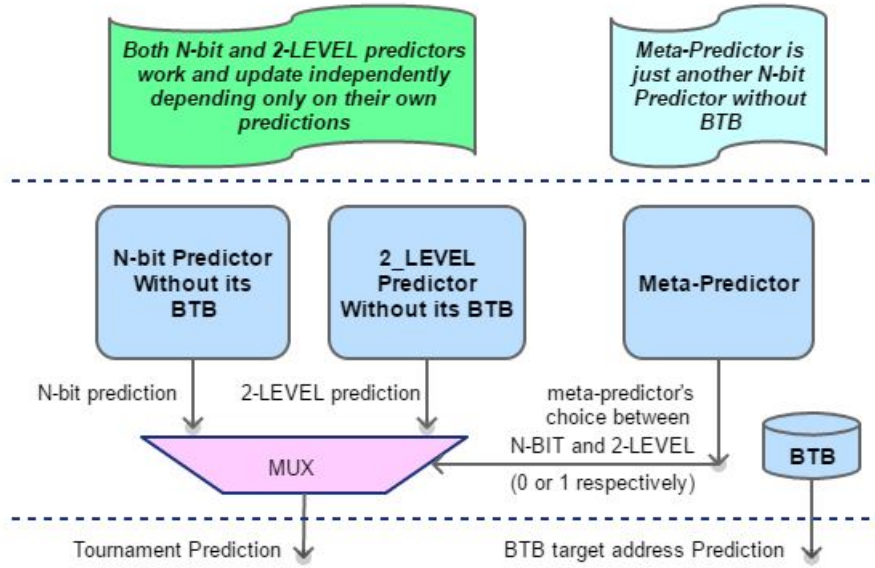 Both N-bit and 2-LEVEL predictors
work and update independently
depending only on their own
predictions
Meta-Predictor is
just another N-bit
Predictor without
BTB
N-bit Predictor
Without its
BTB
2_LEVEL
Predictor
Without its BTB
Meta-Predictor
N-bit prediction
2-LEVEL prediction
meta-predictor's
choice between
N-BIT and 2-LEVEL
(0 or 1 respectively)
MUX
BTB
Tournament Prediction
BTB target address Prediction